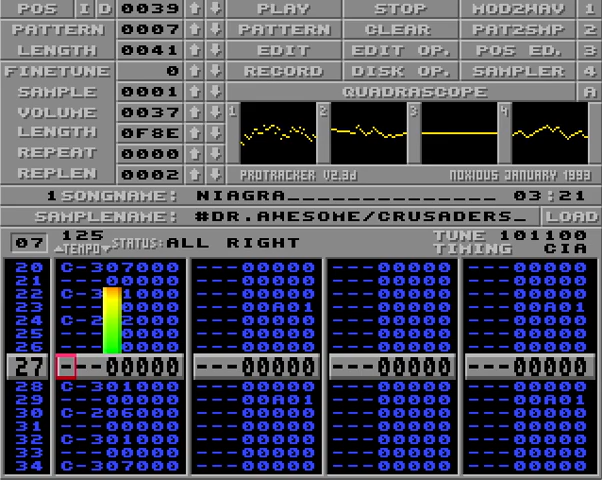 POS I D 0039 PLAY STOP MOD2WAV 1
PATTERN 0007 PATTERN CLEAR PAT2SMP 2
LENGTH 0041 EDIT EDIT OP. POS ED. 3
FINETUNE 0 RECORD DISK OP. SAMPLER 4
SAMPLE 0001 QUADRASCOPE A
VOLUME 0037 1 2 3 4
LENGTH 0F8E
REPEAT 0000
REPLEN 0002 PROTRACKER V2.3D NOXIOUS JANUARY 1993
1 SONGNAME: NIAGRA_______________ 03:21
SAMPLENAME: #DR.AWESOME/CRUSADERS_ LOAD
07 125 TEMPO STATUS: ALL RIGHT TUNE 101100
TIMING CIA
20 C-307000 ---00000 ---00000 ---00000
21 ---00000 ---00000 ---00000 ---00000
22 C-301000 ---00000 ---00000 ---00000
23 ---00A01 ---00A01
24 ---00000 ---00000 ---00000
25 ---00000 ---00000 ---00000
26 ---00000 ---00000 ---00000
27 ---00000 ---00000 ---00000 ---00000
28 C-301000 ---00000 ---00000 ---00000
29 ---00000 ---00A01 ---00000 ---00A01
30 C-206000 ---00000 ---00000 ---00000
31 ---00000 ---00000 ---00000 ---00000
32 C-301000 ---00000 ---00000 ---00000
33 ---00000 ---00000 ---00000 ---00000
34 C-307000 ---00000 ---00000 ---00000